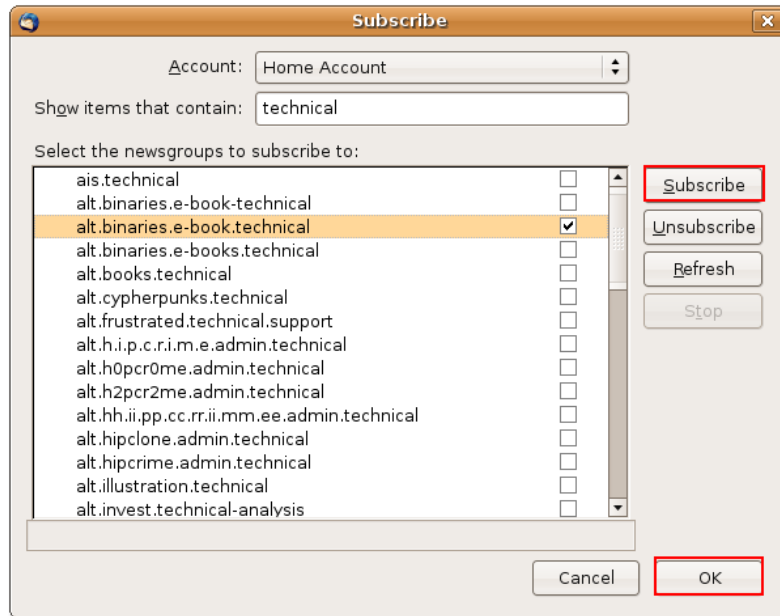 Subscribe
Account: Home Account
Show items that contain: technical
Select the newsgroups to subscribe to:
ais.technical
alt.binaries.e-book-technical
alt.binaries.e-book.technical
alt.binaries.e-books.technical
alt.books.technical
alt.cypherpunks.technical
alt.frustrated.technical.support
alt.h.i.p.c.r.i.m.e.admin.technical
alt.h0pcr0me.admin.technical
alt.h2pcr2me.admin.technical
alt.hh.ii.pp.cc.rr.ii.mm.ee.admin.technical
alt.hipclone.admin.technical
alt.hipcrime.admin.technical
alt.illustration.technical
alt.invest.technical-analysis
Subscribe
Unsubscribe
Refresh
Stop
Cancel
OK